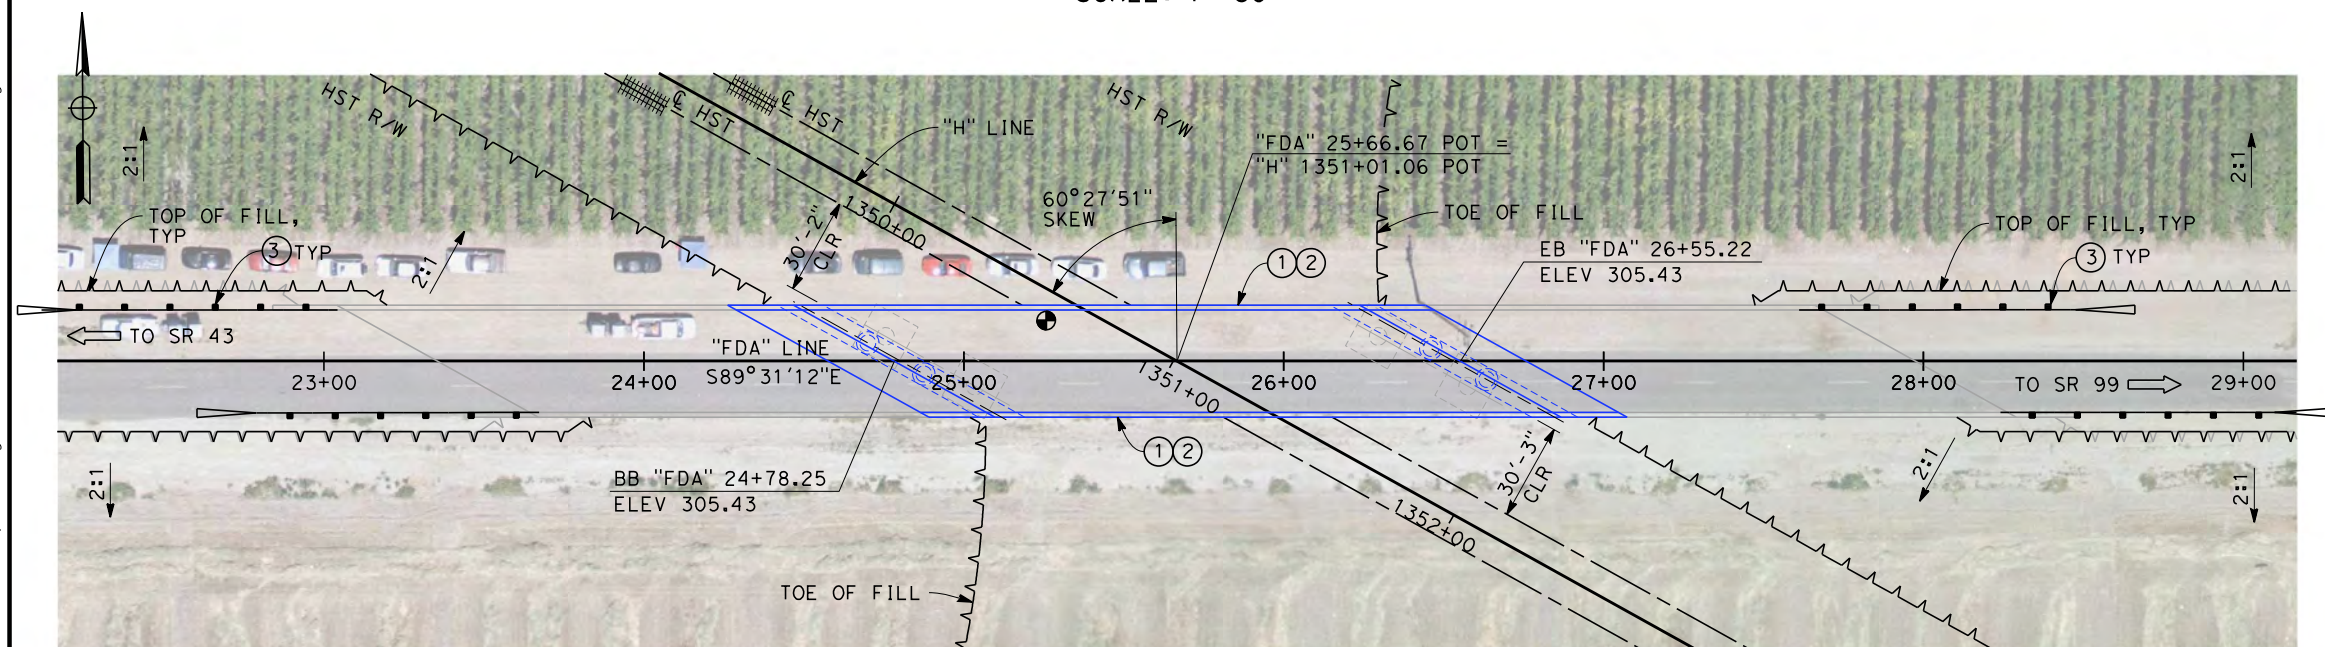 HST R/W
℄ HST
℄ HST
HST R/W
"H" LINE
"FDA" 25+66.67 POT =
"H" 1351+01.06 POT
2:1
2:1
60°27'51"
SKEW
1350+00
30'-2"
CLR
TOP OF FILL,
TYP
3 TYP
2:1
TOE OF FILL
TOP OF FILL, TYP
EB "FDA" 26+55.22
ELEV 305.43
3 TYP
1 2
TO SR 43
"FDA" LINE
S89°31'12"E
23+00
24+00
25+00
1351+00
26+00
27+00
28+00
TO SR 99
29+00
1 2
30'-3"
CLR
2:1
2:1
2:1
BB "FDA" 24+78.25
ELEV 305.43
1352+00
TOE OF FILL